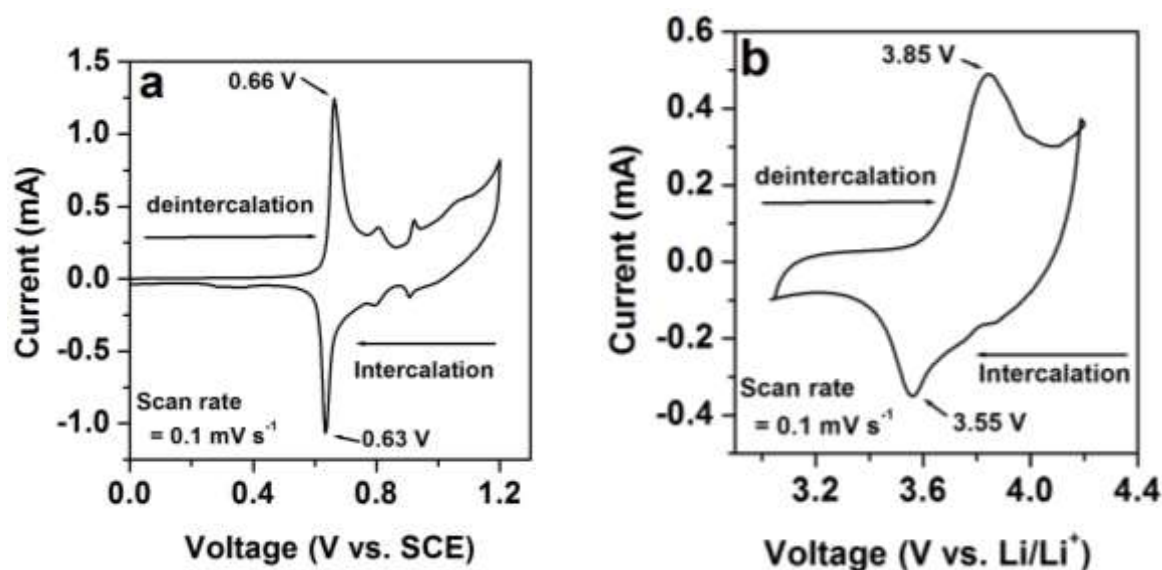 a
0.66 V
deintercalation
Intercalation
Scan rate
= 0.1 mV s⁻¹
0.63 V
1.5
1.0
0.5
0.0
-0.5
-1.0
Current (mA)
0.0 0.4 0.8 1.2
Voltage (V vs. SCE)
b
3.85 V
deintercalation
Intercalation
Scan rate
= 0.1 mV s⁻¹
3.55 V
0.6
0.4
0.2
0.0
-0.2
-0.4
Current (mA)
3.2 3.6 4.0 4.4
Voltage (V vs. Li/Li⁺)